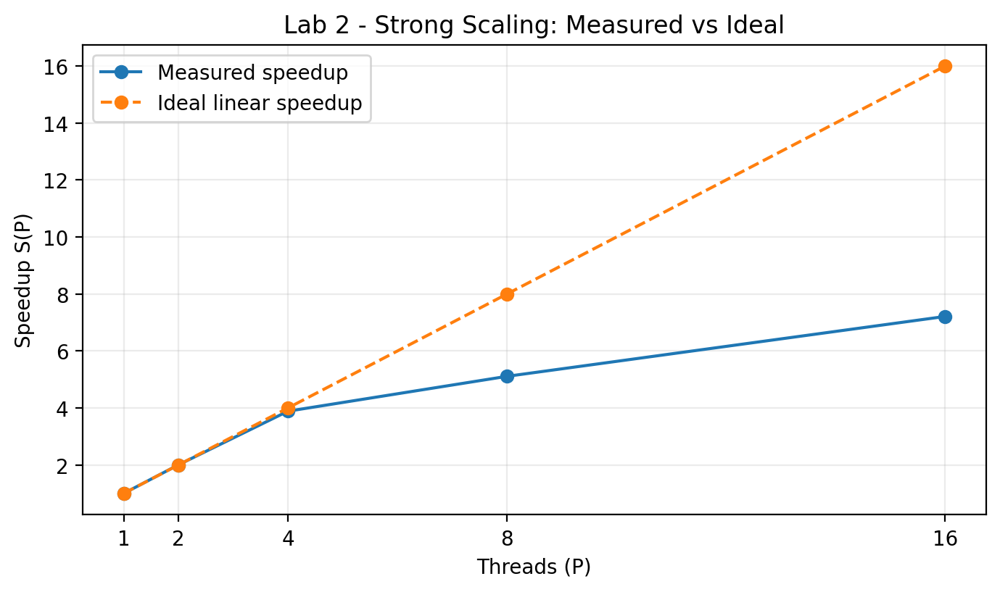 Lab 2 - Strong Scaling: Measured vs Ideal
Measured speedup
Ideal linear speedup
16
14
12
10
8
6
4
2
Speedup S(P)
1 2 4 8 16
Threads (P)